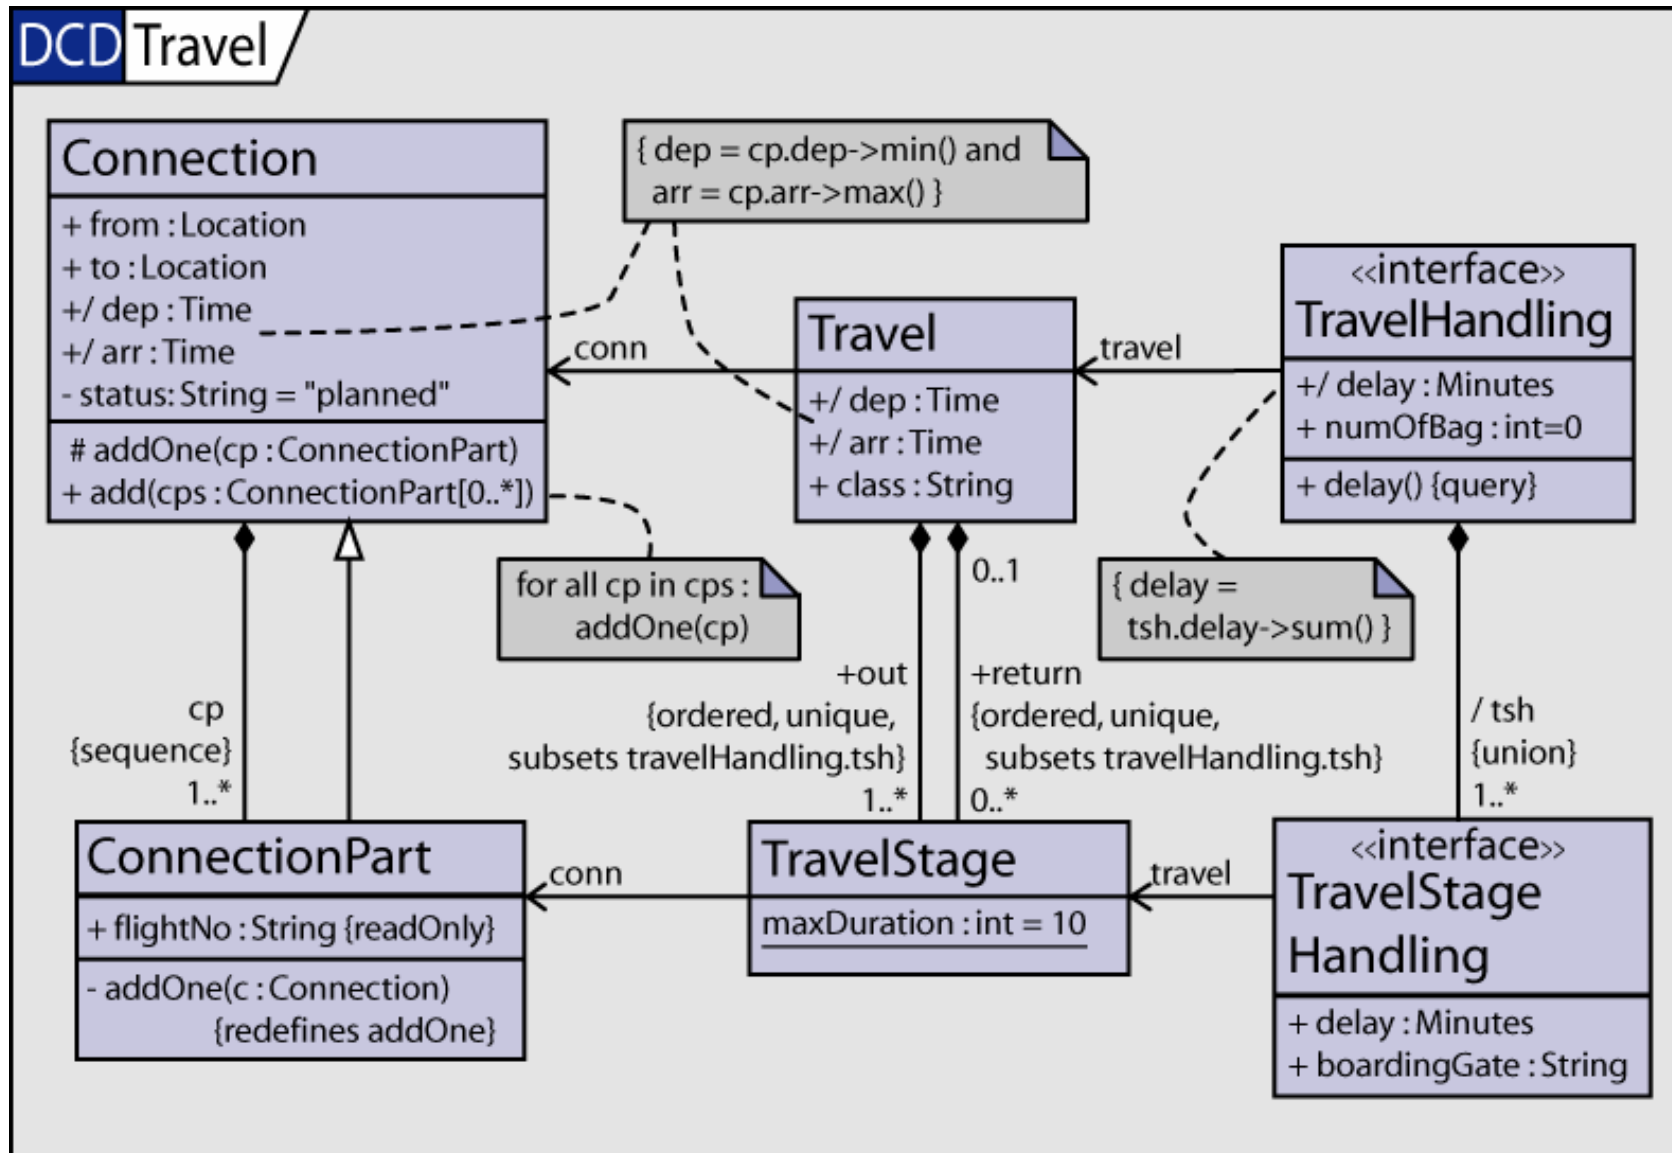 DCD Travel
Connection
+ from : Location
+ to : Location
+/ dep : Time
+/ arr : Time
- status: String = "planned"
# addOne(cp : ConnectionPart)
+ add(cps : ConnectionPart[0..*])
{ dep = cp.dep->min() and
arr = cp.arr->max() }
conn
Travel
+/ dep : Time
+/ arr : Time
+ class : String
travel
<<interface>>
TravelHandling
+/ delay : Minutes
+ numOfBag : int=0
+ delay() {query}
for all cp in cps :
addOne(cp)
0..1
{ delay =
tsh.delay->sum() }
cp
{sequence}
1..*
+out
{ordered, unique,
subsets travelHandling.tsh}
1..*
+return
{ordered, unique,
subsets travelHandling.tsh}
0..*
/ tsh
{union}
1..*
ConnectionPart
+ flightNo : String {readOnly}
- addOne(c : Connection)
{redefines addOne}
conn
TravelStage
maxDuration : int = 10
travel
<<interface>>
TravelStage
Handling
+ delay : Minutes
+ boardingGate : String